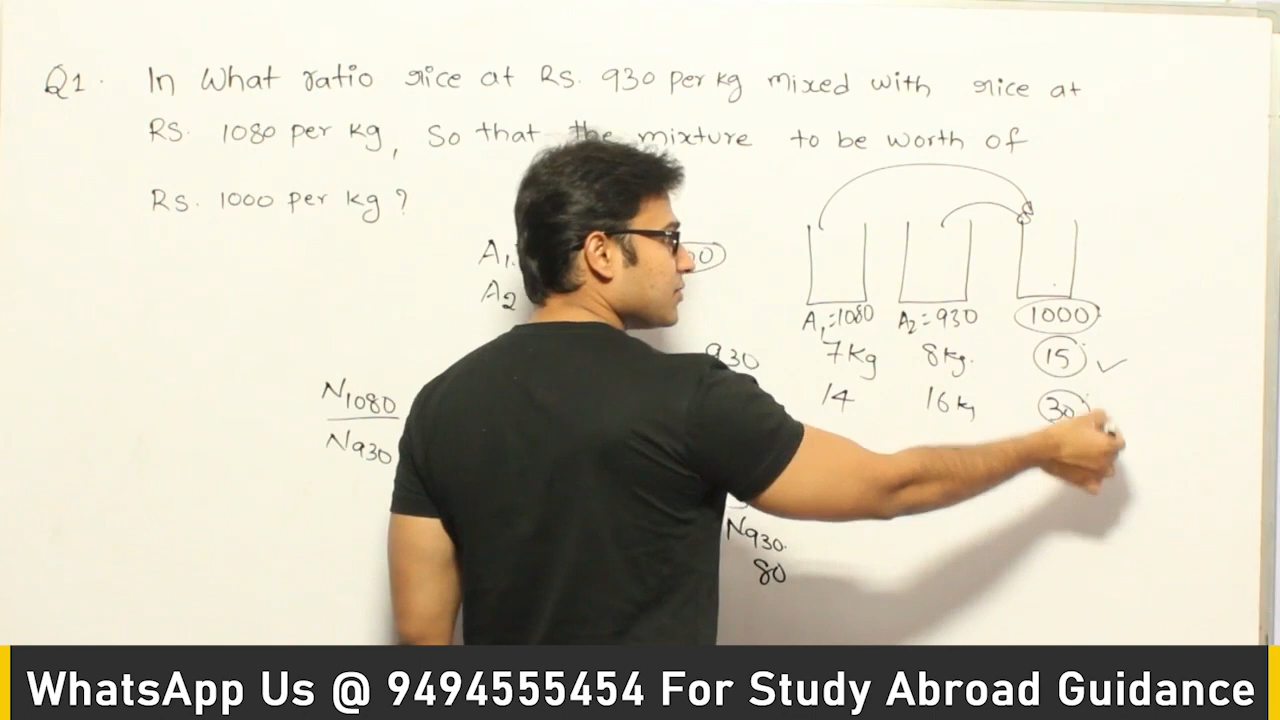 Q1. In What ratio rice at Rs. 930 per kg mixed with rice at
RS. 1080 per kg, So that the mixture to be worth of
Rs. 1000 per kg ?
A1
A2
A1=1080 A2=930 1000
930
7kg 8kg. 15 ✓
14 16kg 30
N1080
N930
N930.
80
WhatsApp Us @ 9494555454 For Study Abroad Guidance